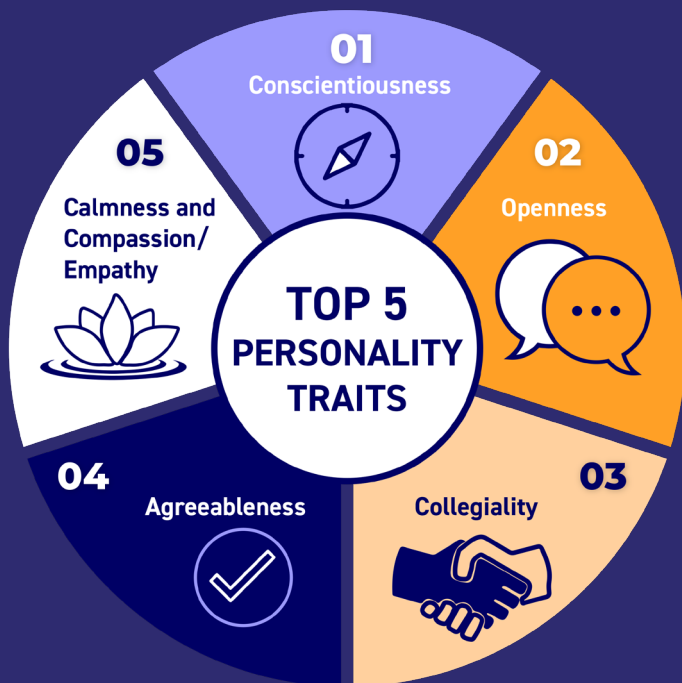 TOP 5
PERSONALITY
TRAITS
01
Conscientiousness
02
Openness
03
Collegiality
04
Agreeableness
05
Calmness and
Compassion/
Empathy